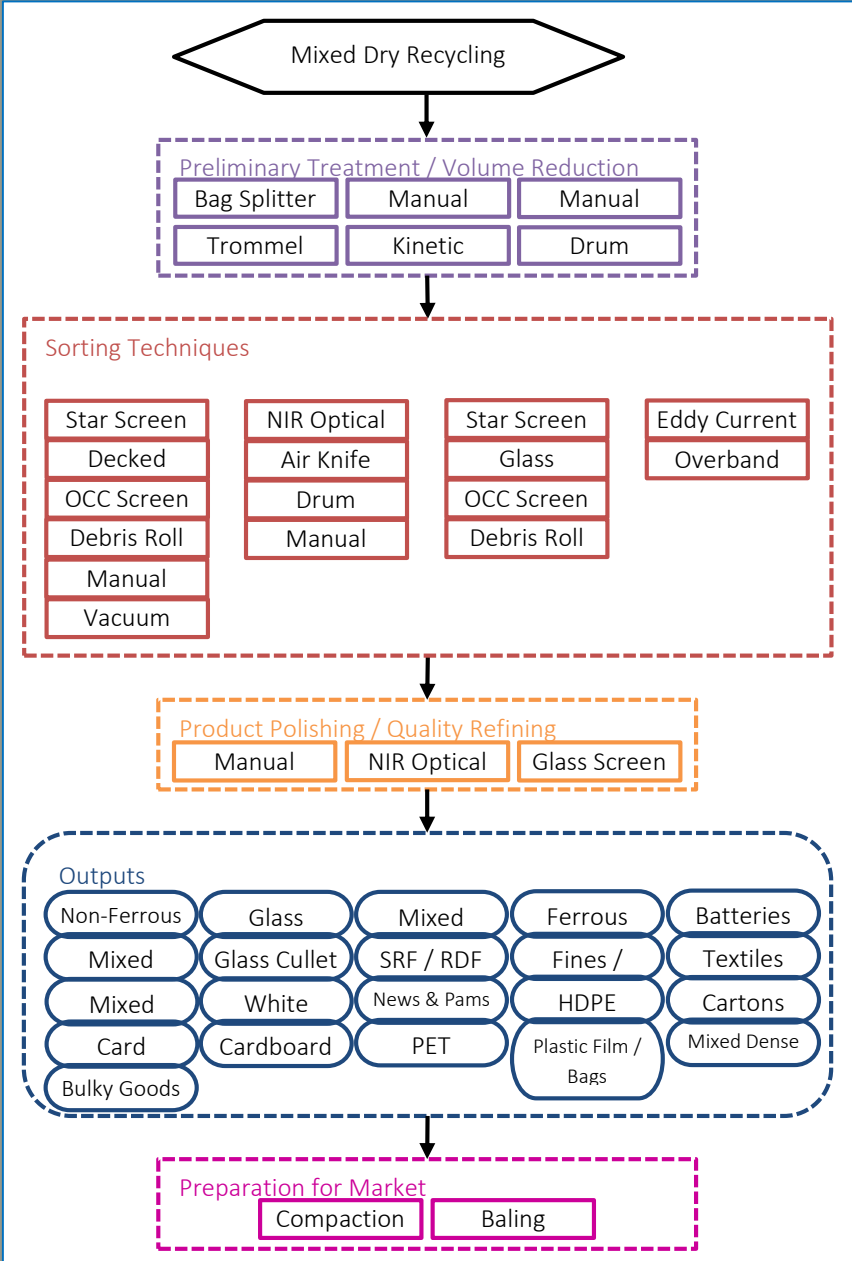 Mixed Dry Recycling
Preliminary Treatment / Volume Reduction
Bag Splitter
Manual
Manual
Trommel
Kinetic
Drum
Sorting Techniques
Star Screen
Decked
OCC Screen
Debris Roll
Manual
Vacuum
NIR Optical
Air Knife
Drum
Manual
Star Screen
Glass
OCC Screen
Debris Roll
Eddy Current
Overband
Product Polishing / Quality Refining
Manual
NIR Optical
Glass Screen
Outputs
Non-Ferrous
Glass
Mixed
Ferrous
Batteries
Mixed
Glass Cullet
SRF / RDF
Fines /
Textiles
Mixed
White
News & Pams
HDPE
Cartons
Card
Cardboard
PET
Plastic Film /
Bags
Mixed Dense
Bulky Goods
Preparation for Market
Compaction
Baling